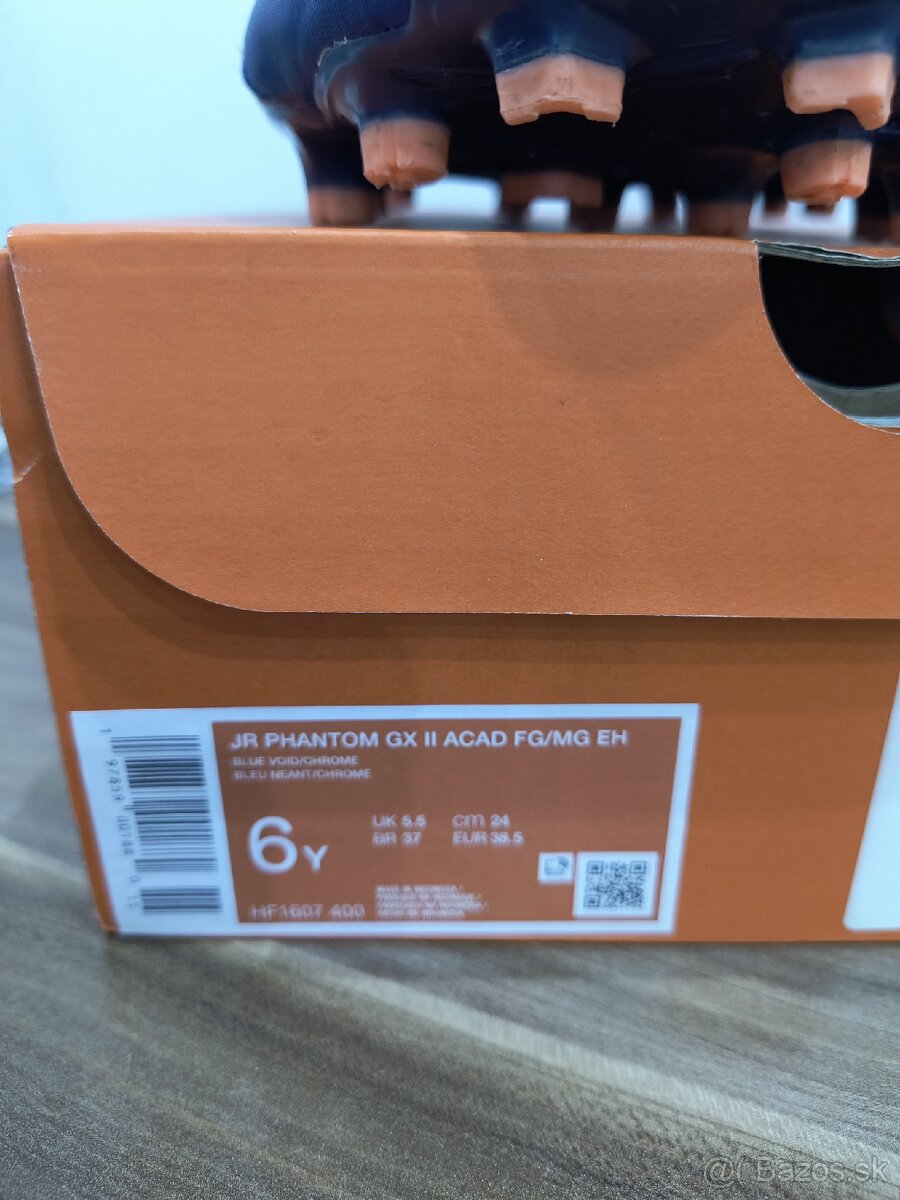 JR PHANTOM GX II ACAD FG/MG EH
BLUE VOID/CHROME
BLEU NEANT/CHROME
6Y
UK 5.5 cm 24
BR 37 EUR 38.5
HF1607 400
@ Bazos.sk